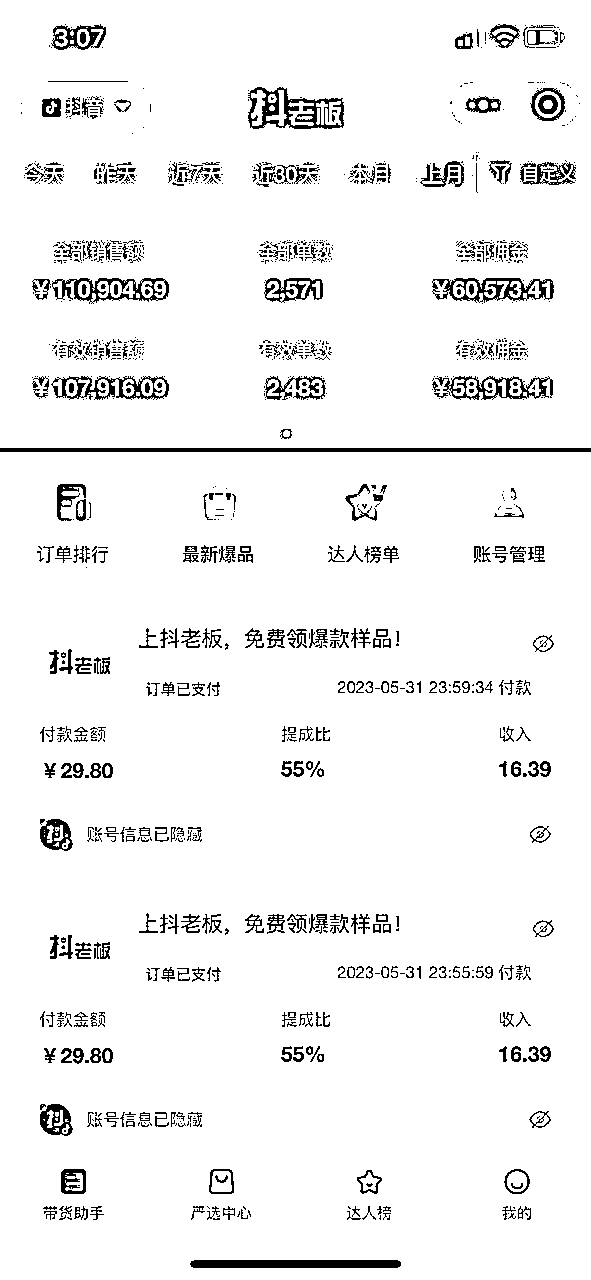 3:07
抖音
抖老板
今天 昨天 近7天 近30天 本月 上月 自定义
全部销售额 全部单数 全部佣金
¥110,904.69 2,571 ¥60,573.41
有效销售额 有效单数 有效佣金
¥107,916.09 2,483 ¥58,918.41
订单排行 最新爆品 达人榜单 账号管理
抖老板
上抖老板，免费领爆款样品！
订单已支付 2023-05-31 23:59:34 付款
付款金额 提成比 收入
¥29.80 55% 16.39
抖 账号信息已隐藏
抖老板
上抖老板，免费领爆款样品！
订单已支付 2023-05-31 23:55:59 付款
付款金额 提成比 收入
¥29.80 55% 16.39
抖 账号信息已隐藏
带货助手 严选中心 达人榜 我的